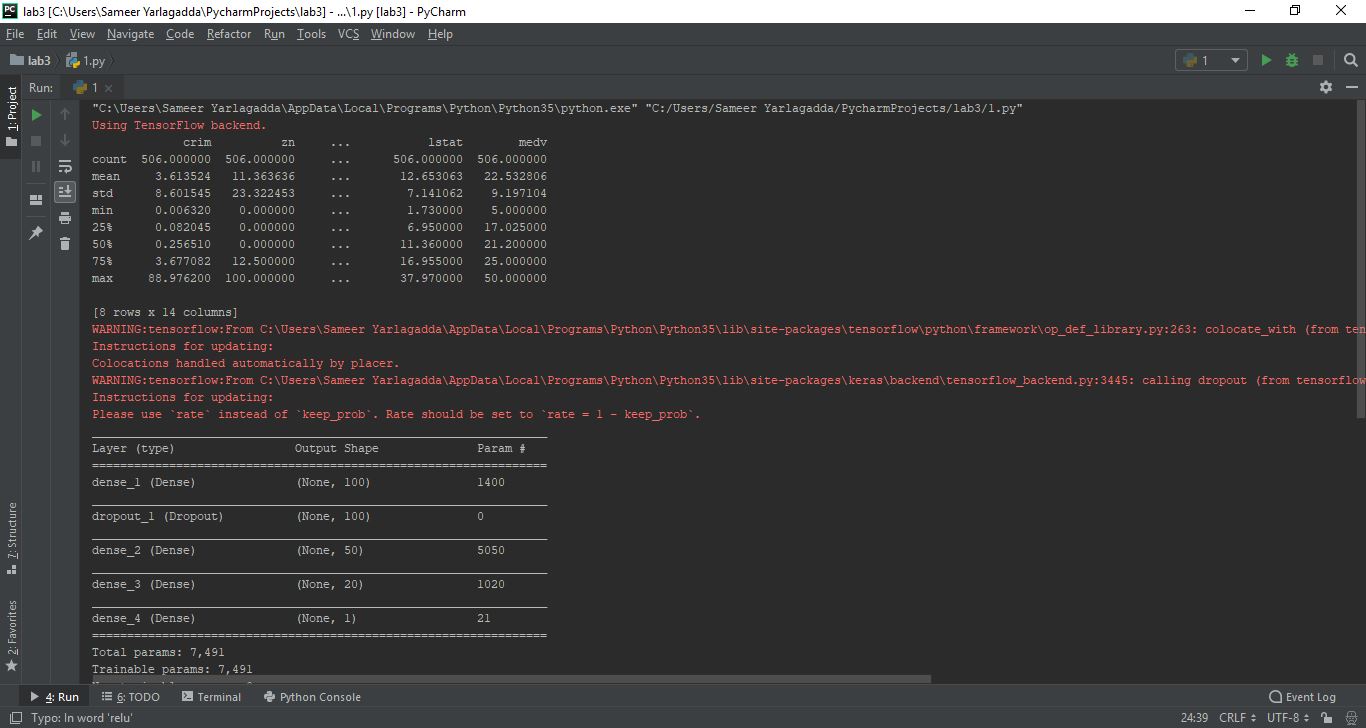 PC lab3 [C:\Users\Sameer Yarlagadda\PycharmProjects\lab3] - ...\1.py [lab3] - PyCharm
File Edit View Navigate Code Refactor Run Tools VCS Window Help
lab3 1.py 1
Run: 1
1: Project
"C:\Users\Sameer Yarlagadda\AppData\Local\Programs\Python\Python35\python.exe" "C:/Users/Sameer Yarlagadda/PycharmProjects/lab3/1.py"
Using TensorFlow backend.
crim zn ... lstat medv
count 506.000000 506.000000 ... 506.000000 506.000000
mean 3.613524 11.363636 ... 12.653063 22.532806
std 8.601545 23.322453 ... 7.141062 9.197104
min 0.006320 0.000000 ... 1.730000 5.000000
25% 0.082045 0.000000 ... 6.950000 17.025000
50% 0.256510 0.000000 ... 11.360000 21.200000
75% 3.677082 12.500000 ... 16.955000 25.000000
max 88.976200 100.000000 ... 37.970000 50.000000
[8 rows x 14 columns]
WARNING:tensorflow:From C:\Users\Sameer Yarlagadda\AppData\Local\Programs\Python\Python35\lib\site-packages\tensorflow\python\framework\op_def_library.py:263: colocate_with (from ten
Instructions for updating:
Colocations handled automatically by placer.
WARNING:tensorflow:From C:\Users\Sameer Yarlagadda\AppData\Local\Programs\Python\Python35\lib\site-packages\keras\backend\tensorflow_backend.py:3445: calling dropout (from tensorflow
Instructions for updating:
Please use `rate` instead of `keep_prob`. Rate should be set to `rate = 1 - keep_prob`.
_________________________________________________________________
Layer (type) Output Shape Param #
=================================================================
dense_1 (Dense) (None, 100) 1400
_________________________________________________________________
dropout_1 (Dropout) (None, 100) 0
_________________________________________________________________
dense_2 (Dense) (None, 50) 5050
_________________________________________________________________
dense_3 (Dense) (None, 20) 1020
_________________________________________________________________
dense_4 (Dense) (None, 1) 21
=================================================================
Total params: 7,491
Trainable params: 7,491
7: Structure
2: Favorites
4: Run 6: TODO Terminal Python Console Event Log
Typo: In word 'relu' 24:39 CRLF UTF-8